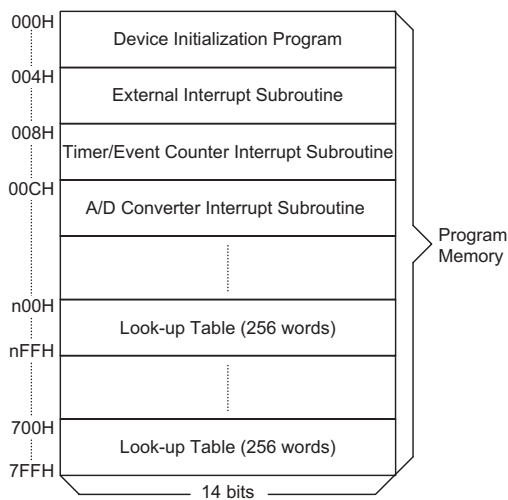 000H
Device Initialization Program
004H
External Interrupt Subroutine
008H
Timer/Event Counter Interrupt Subroutine
00CH
A/D Converter Interrupt Subroutine
Program
Memory
n00H
Look-up Table (256 words)
nFFH
700H
Look-up Table (256 words)
7FFH
14 bits